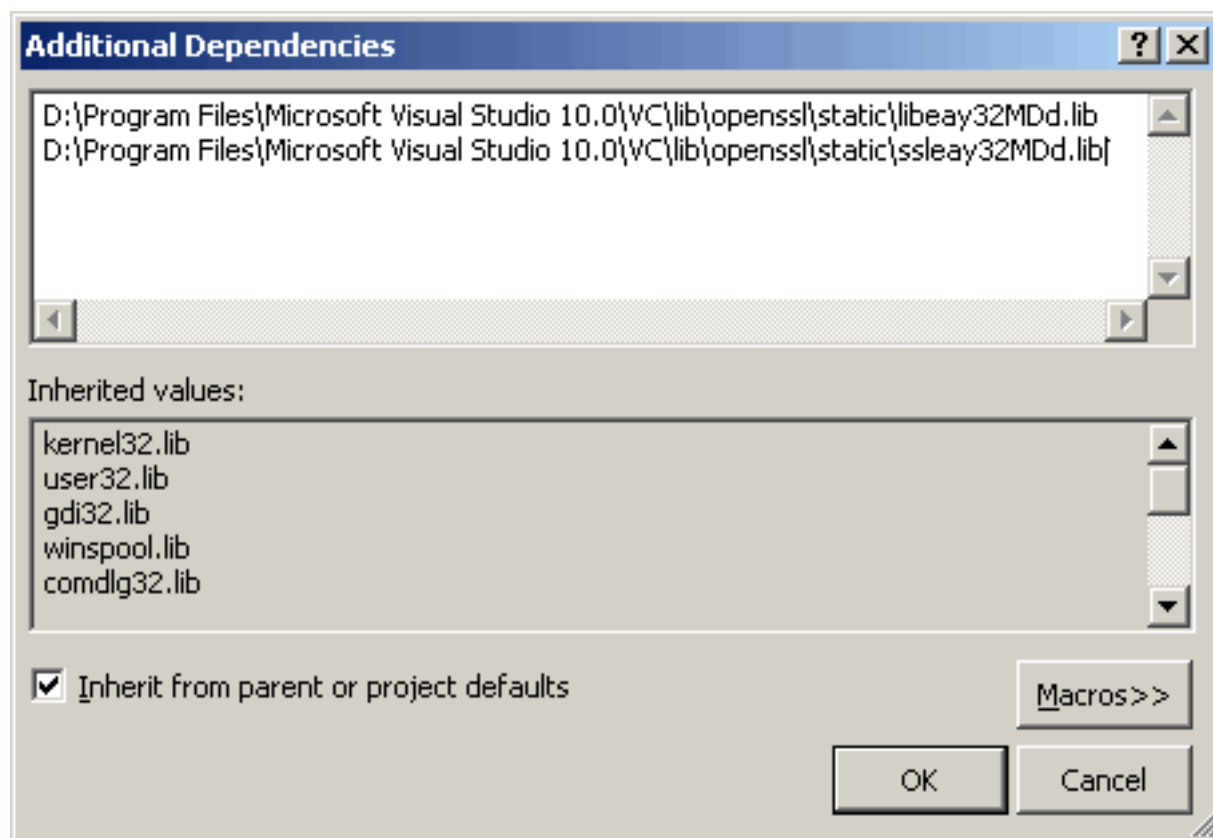 Additional Dependencies
D:\Program Files\Microsoft Visual Studio 10.0\VC\lib\openssl\static\libeay32MDd.lib
D:\Program Files\Microsoft Visual Studio 10.0\VC\lib\openssl\static\ssleay32MDd.lib
Inherited values:
kernel32.lib
user32.lib
gdi32.lib
winspool.lib
comdlg32.lib
Inherit from parent or project defaults
Macros>>
OK
Cancel